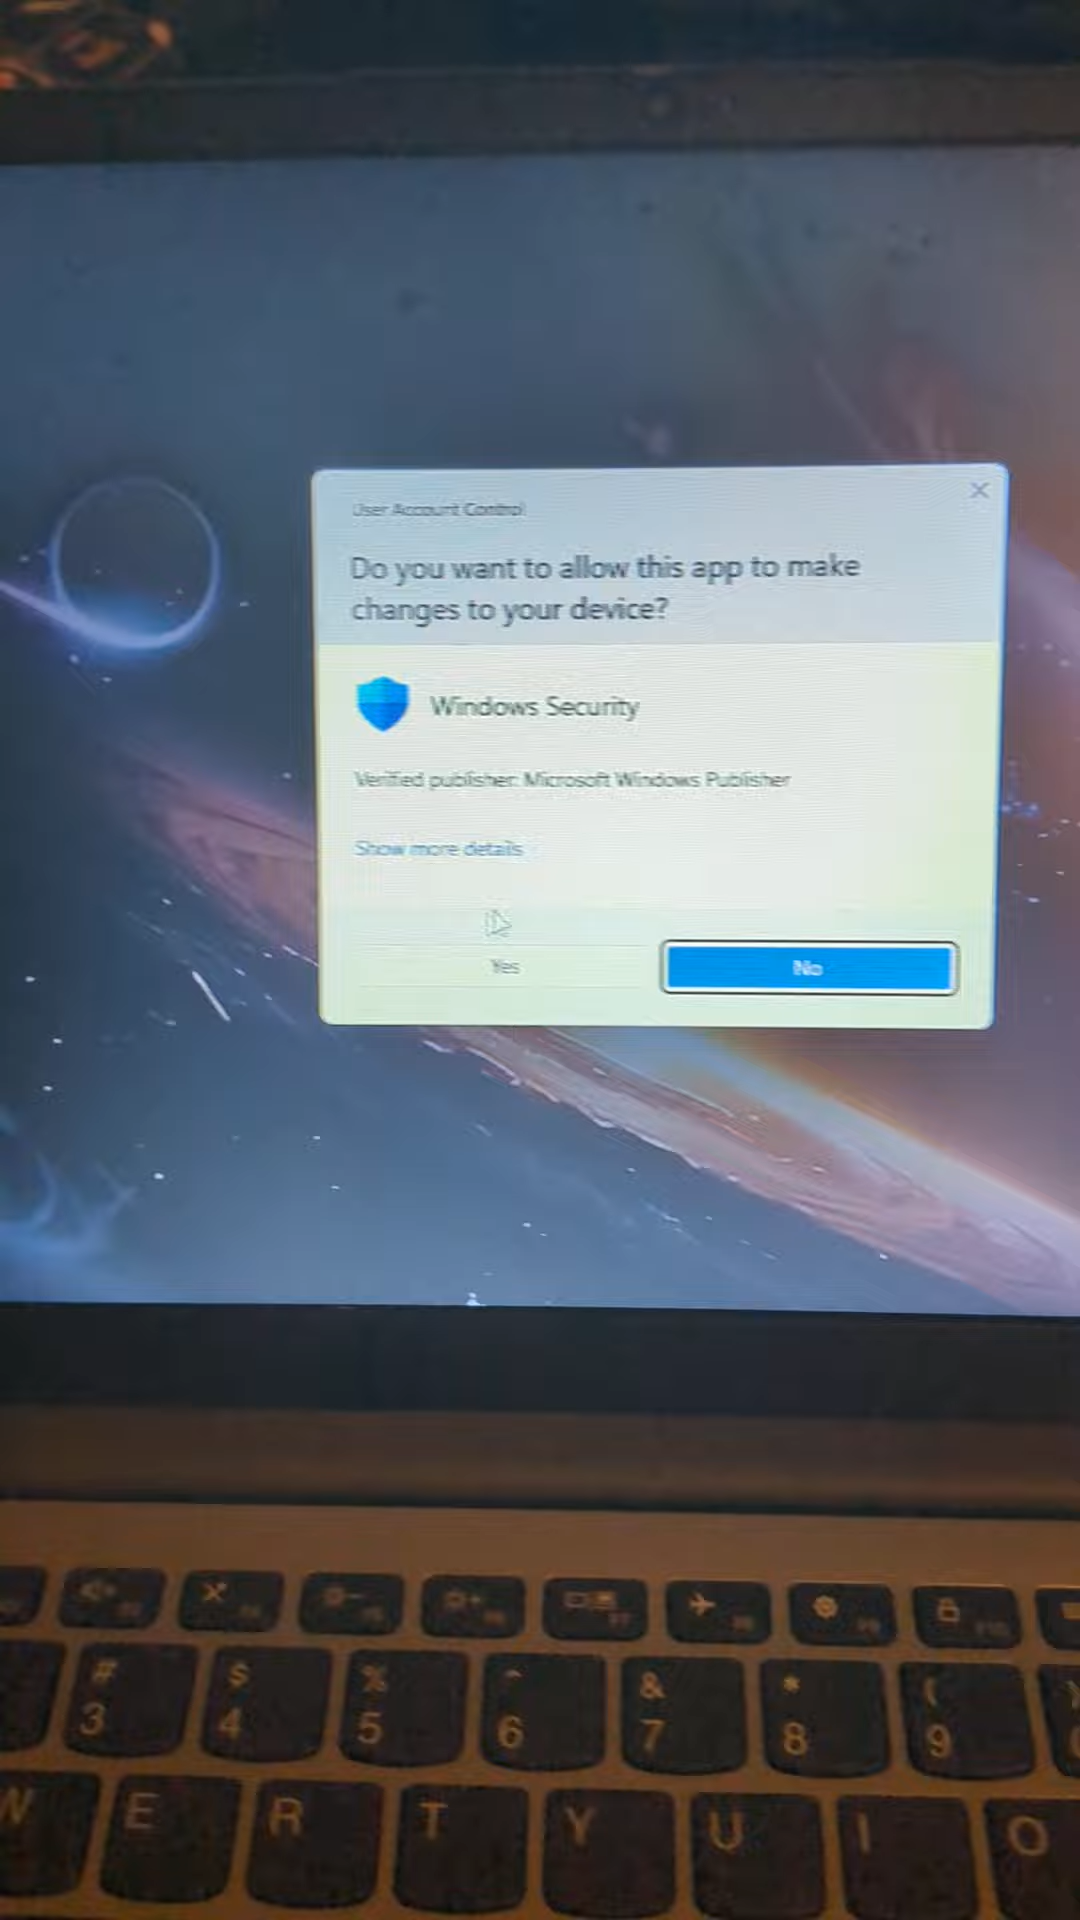 User Account Control
Do you want to allow this app to make
changes to your device?
Windows Security
Verified publisher: Microsoft Windows Publisher
Show more details
Yes
No
# $ % ^ & * (
3 4 5 6 7 8 9
W E R T Y U I O